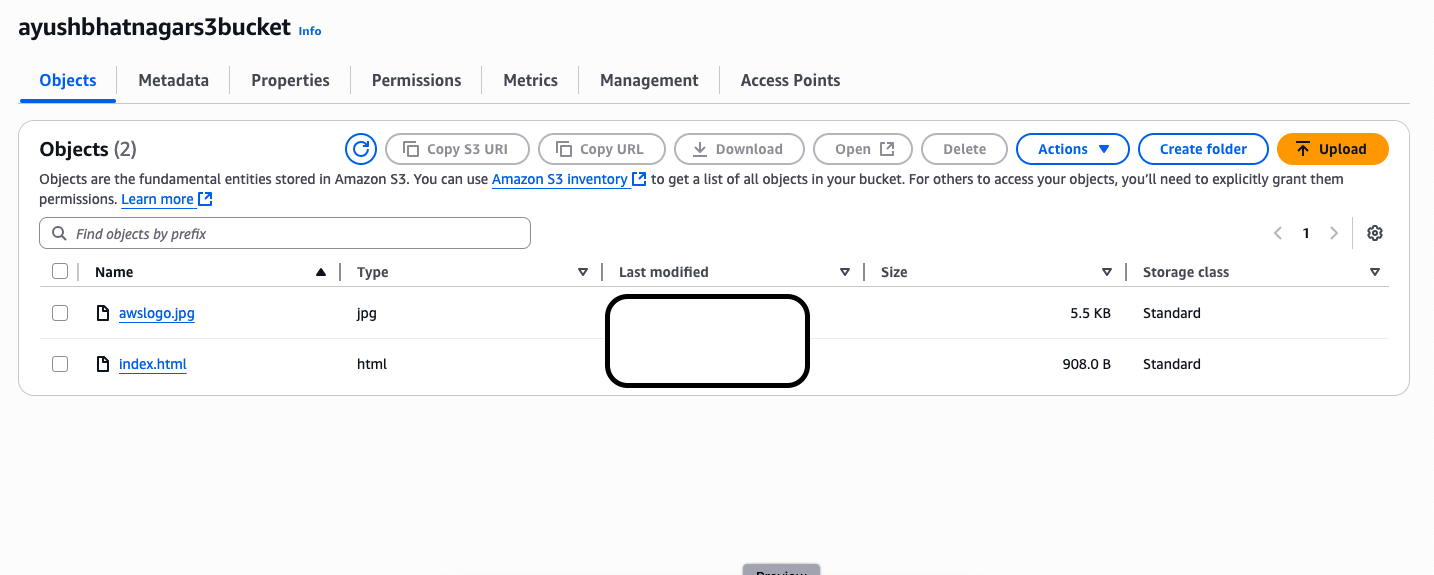 ayushbhatnagars3bucket Info
Objects Metadata Properties Permissions Metrics Management Access Points
Objects (2) Copy S3 URI Copy URL Download Open Delete Actions Create folder Upload
Objects are the fundamental entities stored in Amazon S3. You can use Amazon S3 inventory to get a list of all objects in your bucket. For others to access your objects, you'll need to explicitly grant them
permissions. Learn more
Find objects by prefix 1
Name Type Last modified Size Storage class
awslogo.jpg jpg 5.5 KB Standard
index.html html 908.0 B Standard